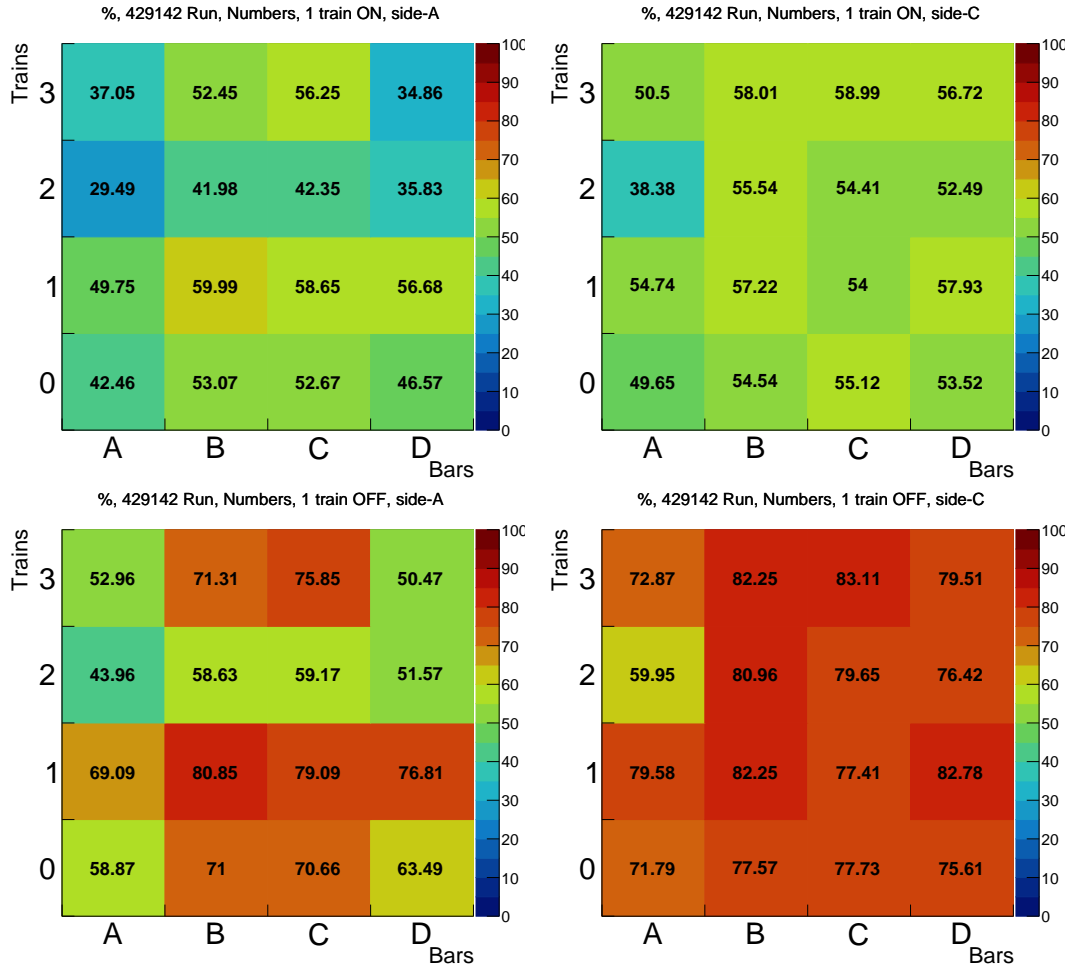 %, 429142 Run, Numbers, 1 train ON, side-A
Trains
3
37.05 52.45 56.25 34.86
2
29.49 41.98 42.35 35.83
1
49.75 59.99 58.65 56.68
0
42.46 53.07 52.67 46.57
A B C D
Bars
100
90
80
70
60
50
40
30
20
10
0
%, 429142 Run, Numbers, 1 train ON, side-C
Trains
3
50.5 58.01 58.99 56.72
2
38.38 55.54 54.41 52.49
1
54.74 57.22 54 57.93
0
49.65 54.54 55.12 53.52
A B C D
Bars
100
90
80
70
60
50
40
30
20
10
0
%, 429142 Run, Numbers, 1 train OFF, side-A
Trains
3
52.96 71.31 75.85 50.47
2
43.96 58.63 59.17 51.57
1
69.09 80.85 79.09 76.81
0
58.87 71 70.66 63.49
A B C D
Bars
100
90
80
70
60
50
40
30
20
10
0
%, 429142 Run, Numbers, 1 train OFF, side-C
Trains
3
72.87 82.25 83.11 79.51
2
59.95 80.96 79.65 76.42
1
79.58 82.25 77.41 82.78
0
71.79 77.57 77.73 75.61
A B C D
Bars
100
90
80
70
60
50
40
30
20
10
0